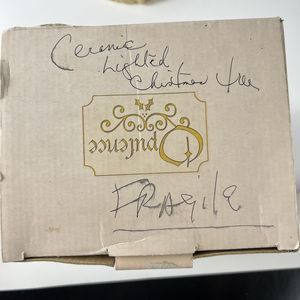 Ceramic
Lighted
Christmas tree
Opulence
FRAGILE